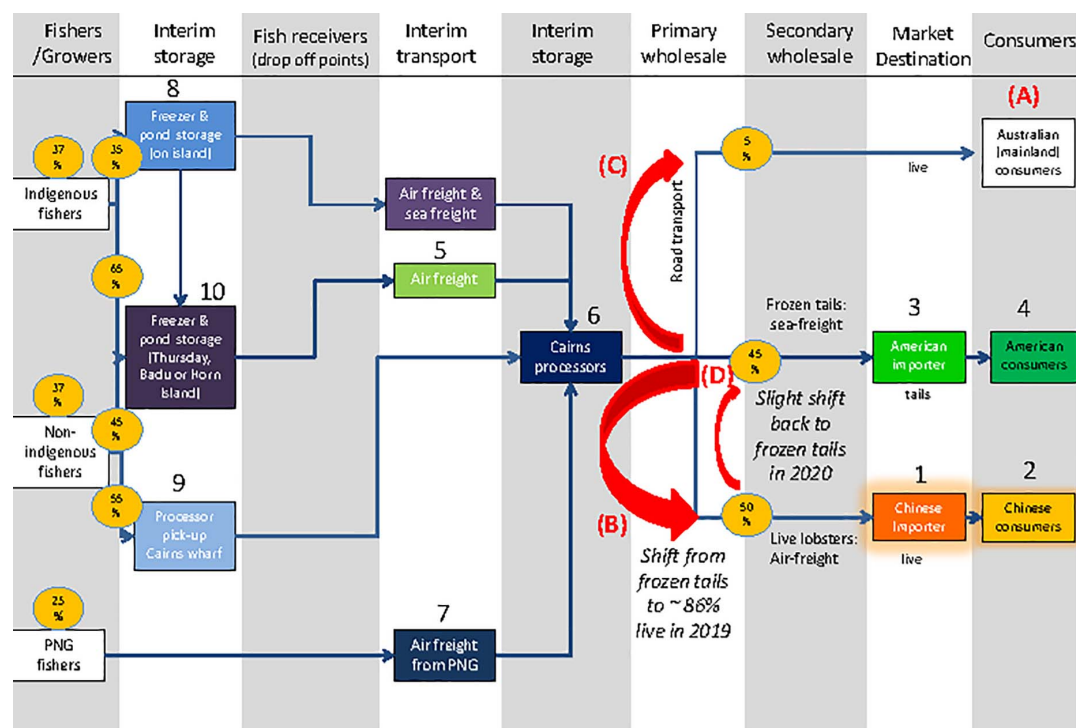 Fishers
/Growers
Interim
storage
Fish receivers
(drop off points)
Interim
transport
Interim
storage
Primary
wholesale
Secondary
wholesale
Market
Destination
Consumers
8
Freezer &
pond storage
|on island|
37
%
35
%
Indigenous
fishers
65
%
10
Freezer &
pond storage
|Thursday,
Badu or Horn
Island|
37
%
Non-
indigenous
fishers
45
%
55
%
9
Processor
pick-up
Cairns wharf
25
%
PNG
fishers
Air freight &
sea freight
5
Air freight
7
Air freight
from PNG
6
Cairns
processors
(C)
Road transport
(D)
(B)
Shift from
frozen tails
to ~ 86%
live in 2019
5
%
live
(A)
Australian
|mainland|
consumers
Frozen tails:
sea-freight
45
%
Slight shift
back to
frozen tails
in 2020
3
American
importer
tails
4
American
consumers
50
%
Live lobsters:
Air-freight
1
Chinese
Importer
live
2
Chinese
consumers